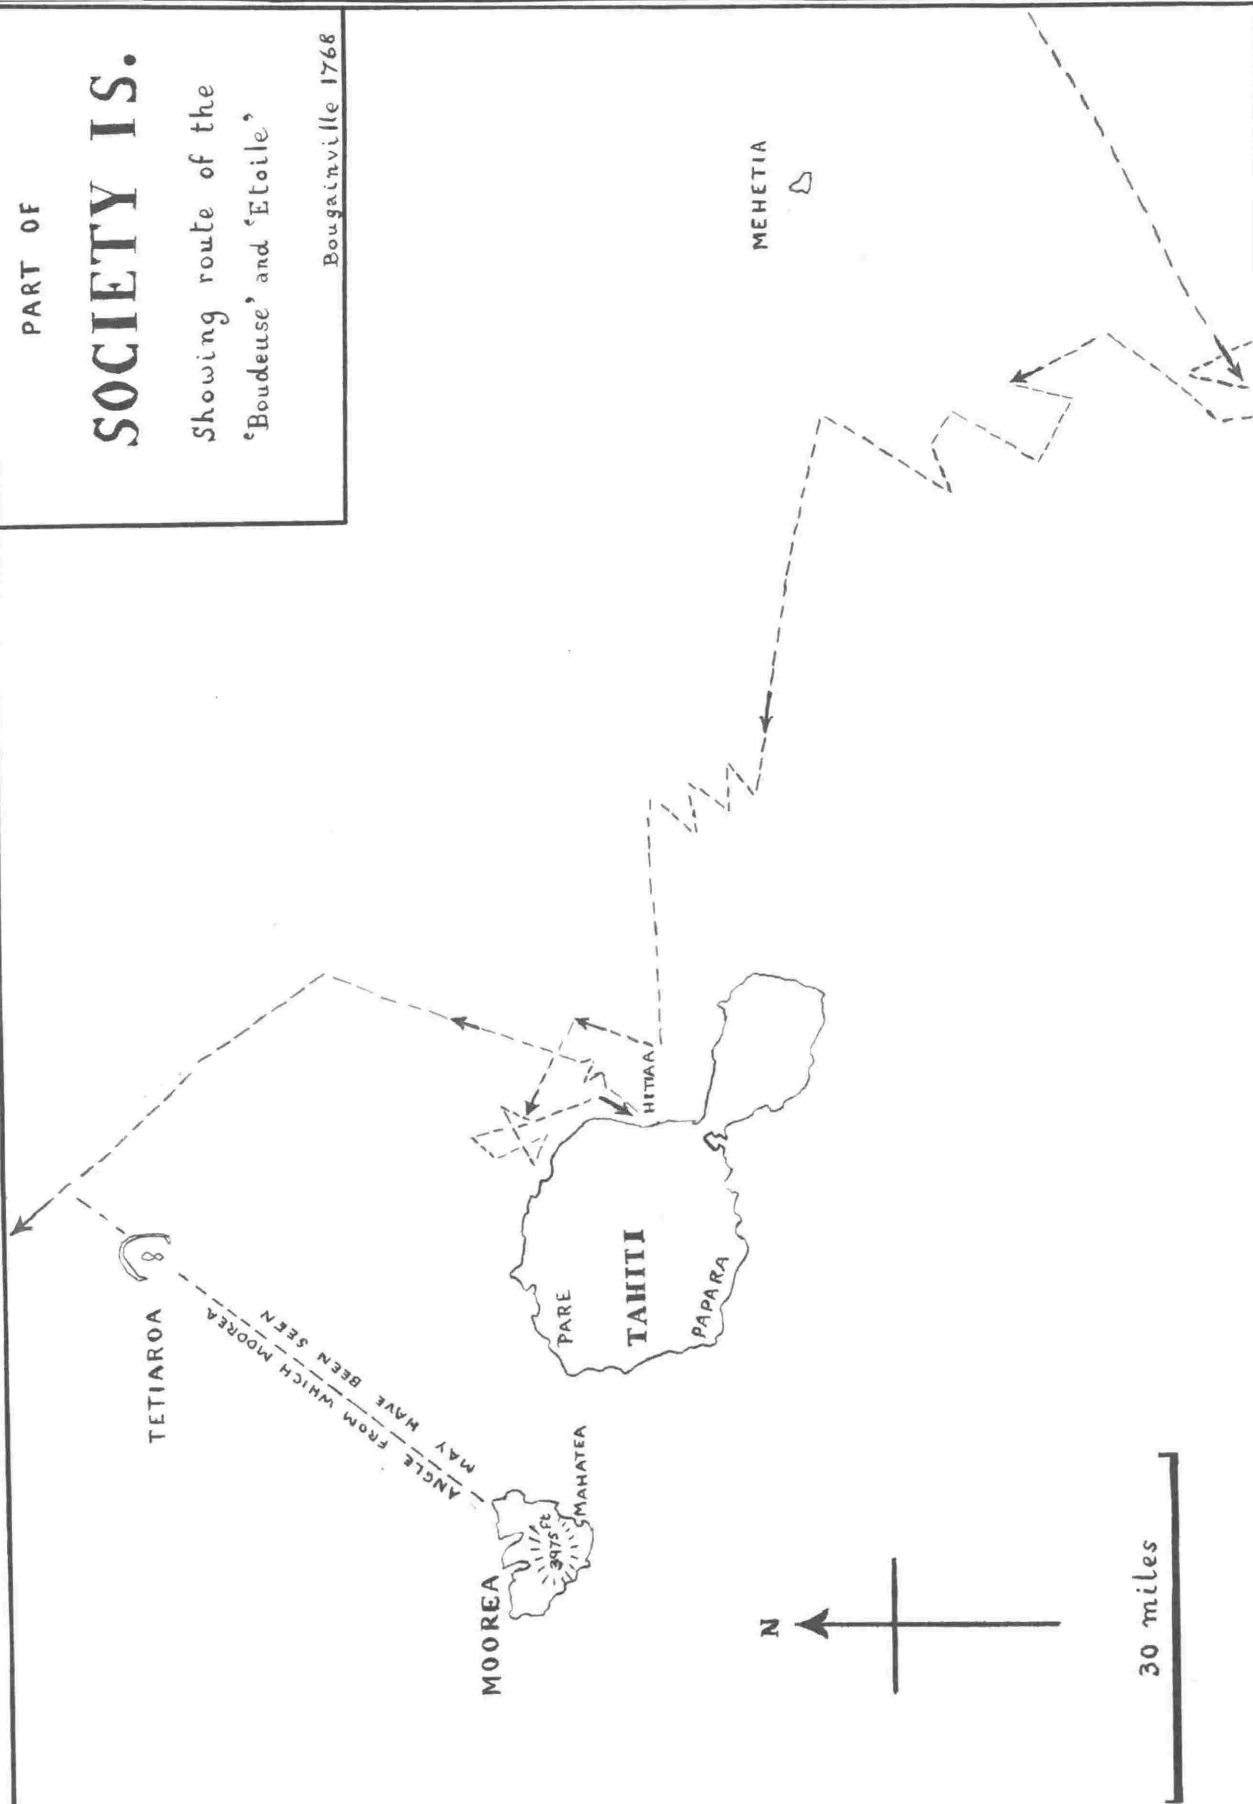 PART OF
SOCIETY IS.
Showing route of the
‘Boudeuse’ and ‘Etoile’
Bougainville 1768
MEHETIA
TETIAROA
8
ANGLE FROM WHICH MOOREA
MAY HAVE BEEN SEEN
HITIAA
PARE
TAHITI
PAPARA
MOOREA
3975 Ft
MAHATEA
N
30 miles